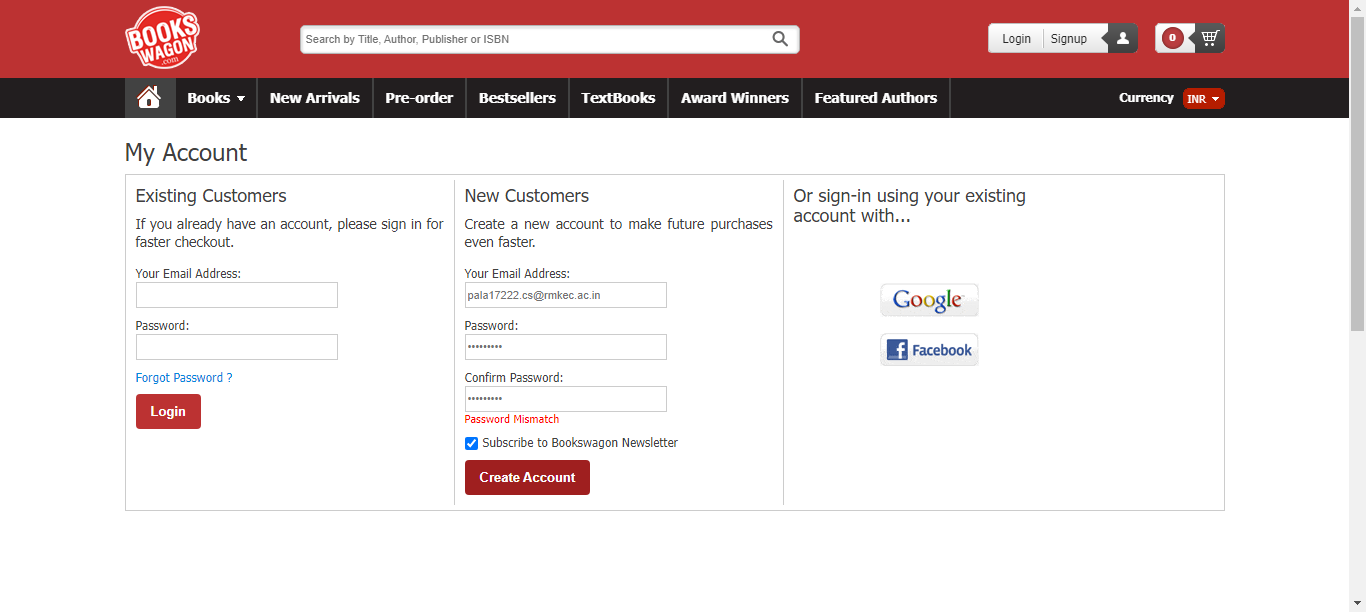 BOOKS
WAGON
.com
Search by Title, Author, Publisher or ISBN
Login Signup
0
Books New Arrivals Pre-order Bestsellers TextBooks Award Winners Featured Authors Currency INR
My Account
Existing Customers
If you already have an account, please sign in for
faster checkout.
Your Email Address:
Password:
Forgot Password ?
Login
New Customers
Create a new account to make future purchases
even faster.
Your Email Address:
pala17222.cs@rmkec.ac.in
Password:
•••••••••
Confirm Password:
•••••••••
Password Mismatch
Subscribe to Bookswagon Newsletter
Create Account
Or sign-in using your existing
account with...
Google
f Facebook